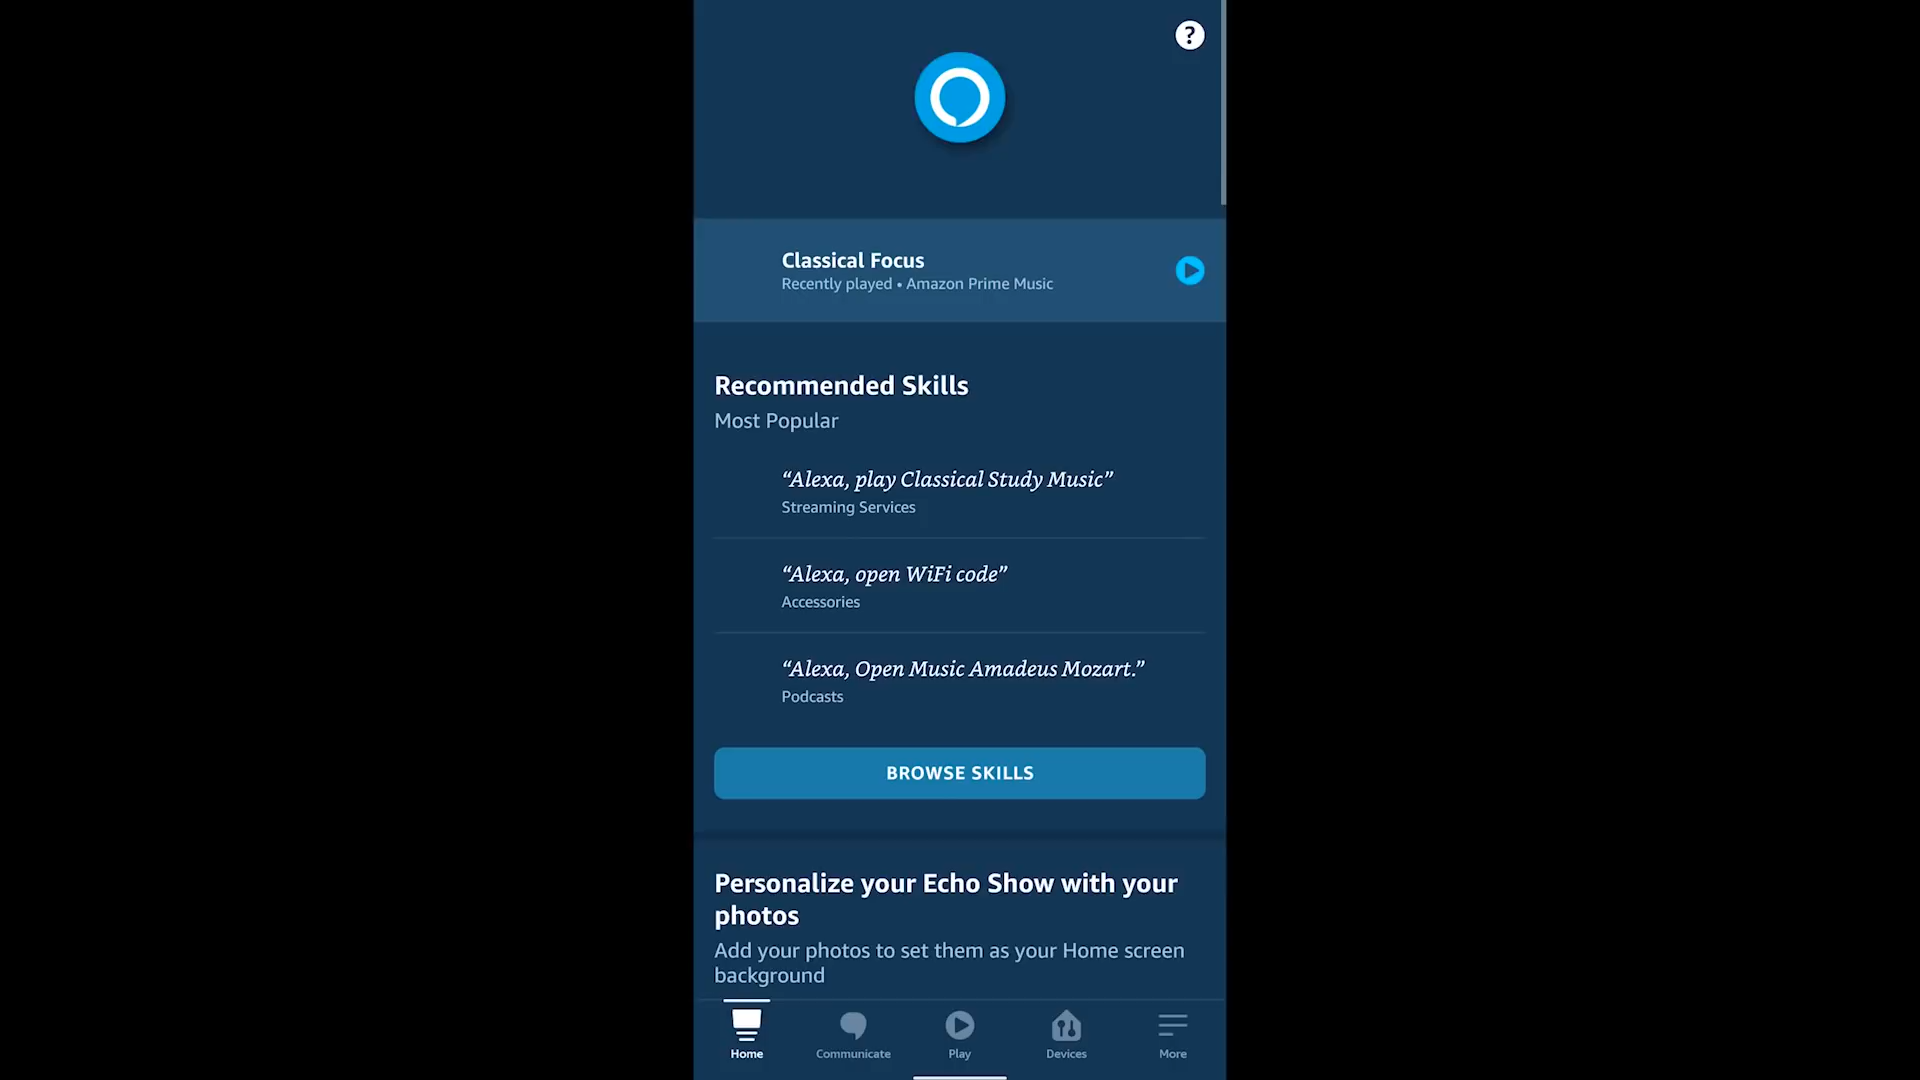 ?
Classical Focus
Recently played • Amazon Prime Music
Recommended Skills
Most Popular
“Alexa, play Classical Study Music”
Streaming Services
“Alexa, open WiFi code”
Accessories
“Alexa, Open Music Amadeus Mozart.”
Podcasts
BROWSE SKILLS
Personalize your Echo Show with your
photos
Add your photos to set them as your Home screen
background
Home Communicate Play Devices More